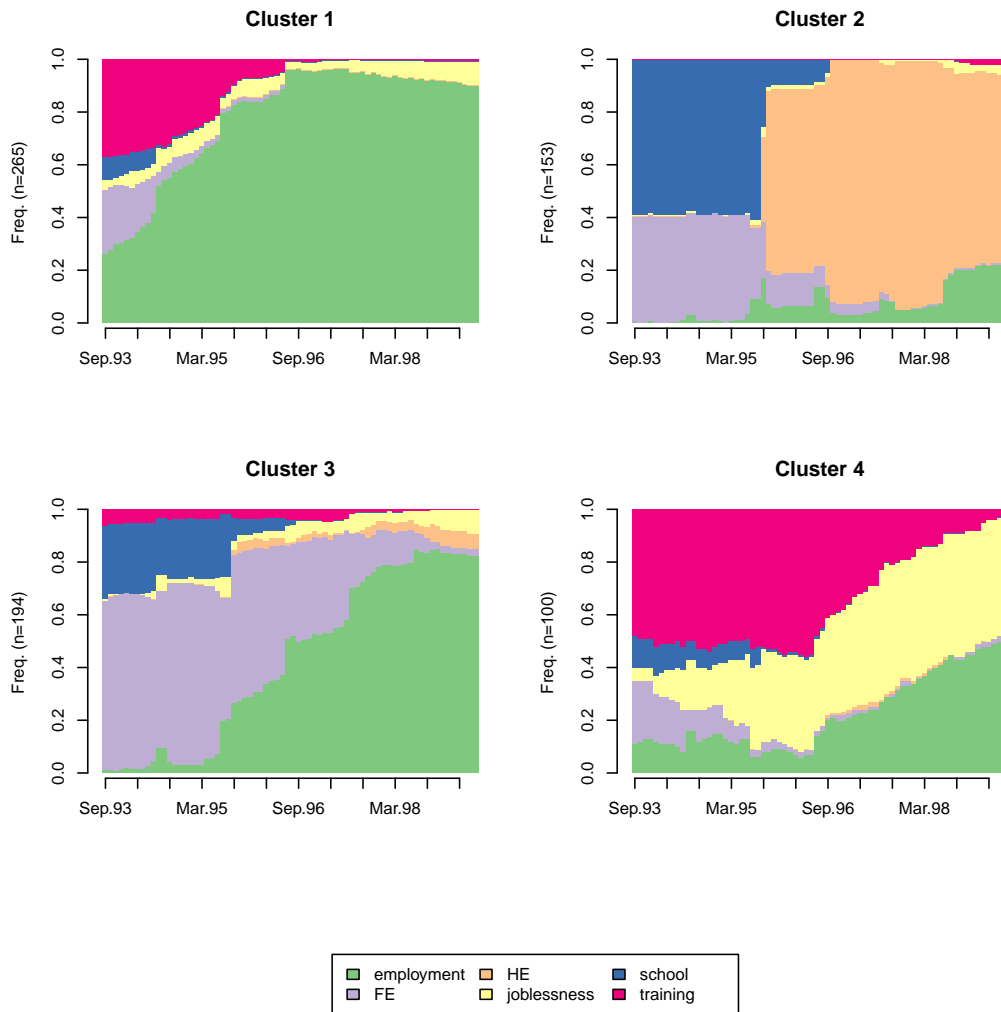 Cluster 1
Freq. (n=265)
0.0 0.2 0.4 0.6 0.8 1.0
Sep.93 Mar.95 Sep.96 Mar.98
Cluster 2
Freq. (n=153)
0.0 0.2 0.4 0.6 0.8 1.0
Sep.93 Mar.95 Sep.96 Mar.98
Cluster 3
Freq. (n=194)
0.0 0.2 0.4 0.6 0.8 1.0
Sep.93 Mar.95 Sep.96 Mar.98
Cluster 4
Freq. (n=100)
0.0 0.2 0.4 0.6 0.8 1.0
Sep.93 Mar.95 Sep.96 Mar.98
employment HE school
FE joblessness training